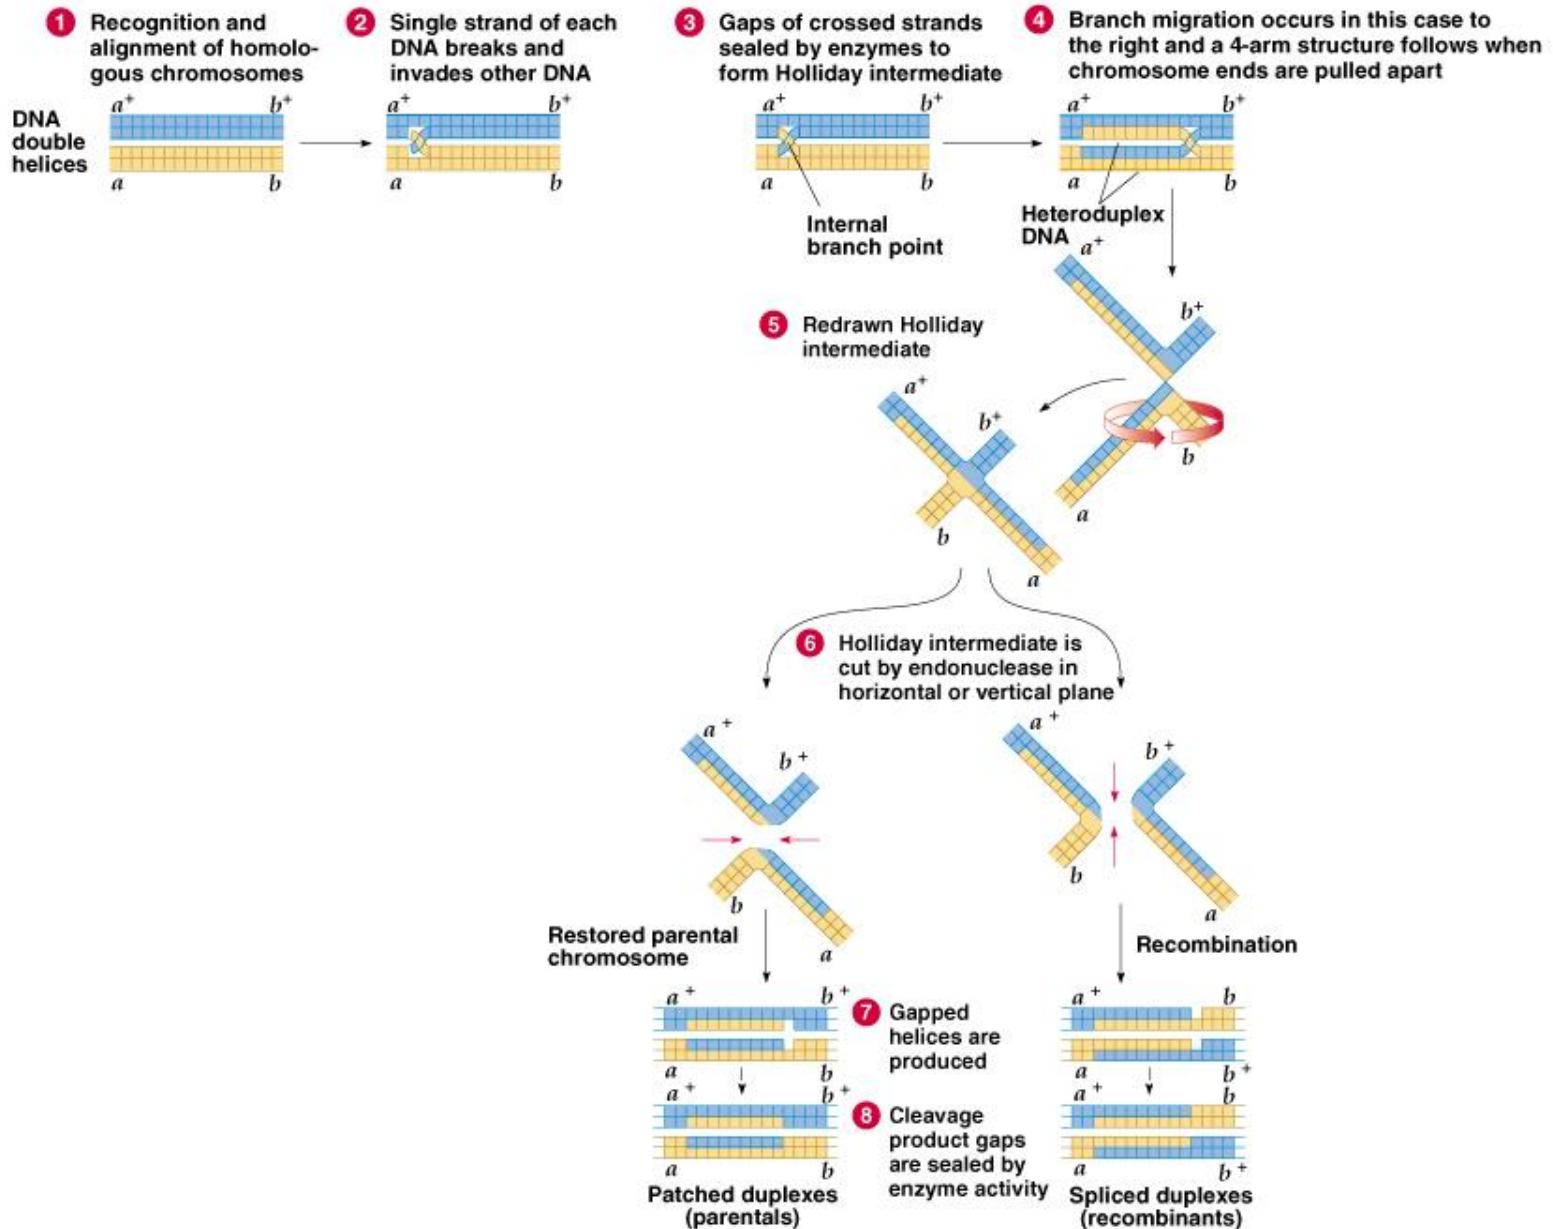 1 Recognition and
alignment of homolo-
gous chromosomes
2 Single strand of each
DNA breaks and
invades other DNA
3 Gaps of crossed strands
sealed by enzymes to
form Holliday intermediate
4 Branch migration occurs in this case to
the right and a 4-arm structure follows when
chromosome ends are pulled apart
a+ b+
DNA
double
helices
a b
a+ b+
a b
a+ b+
a b
Internal
branch point
a+ b+
a b
Heteroduplex
DNA
a+
b+
b
a
5 Redrawn Holliday
intermediate
a+
b+
b
a
6 Holliday intermediate is
cut by endonuclease in
horizontal or vertical plane
a +
b +
b
a
a +
b +
b
a
Restored parental
chromosome
Recombination
a + b +
a b
a + b +
a b
Patched duplexes
(parentals)
7 Gapped
helices are
produced
8 Cleavage
product gaps
are sealed by
enzyme activity
a + b
a b +
a + b
a b +
Spliced duplexes
(recombinants)